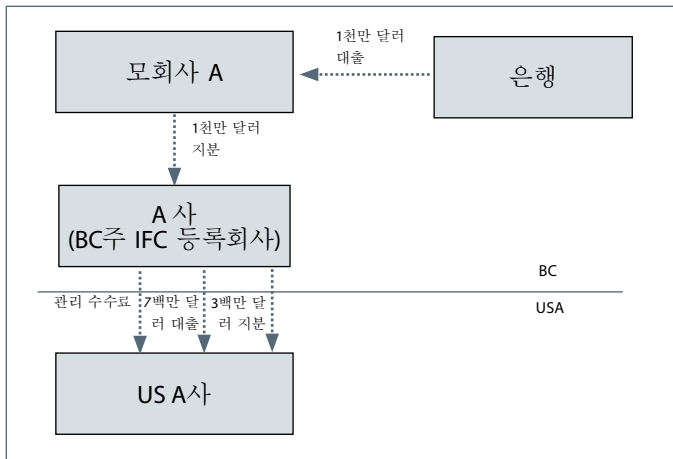 1천만 달러
대출
모회사 A
은행
1천만 달러
지분
A 사
(BC주 IFC 등록회사)
BC
관리 수수료
7백만 달
러 대출
3백만 달
러 지분
USA
US A사